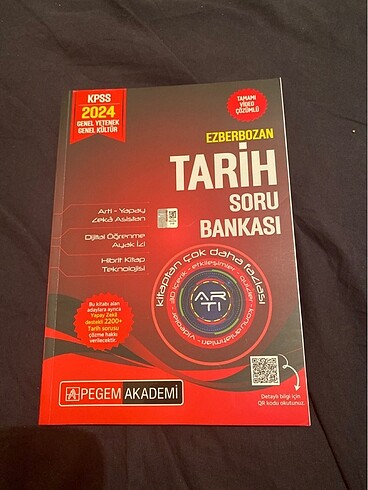 KPSS
2024
GENEL YETENEK
GENEL KÜLTÜR
TAMAMI
VİDEO
ÇÖZÜMLÜ
EZBERBOZAN
TARİH
SORU
BANKASI
Artı - Yapay
Zekâ Asistan
Dijital Öğrenme
Ayak İzi
Hibrit Kitap
Teknolojisi
kitaptan çok daha fazlası
ARTI
Bu kitabı alan
adaylara ayrıca
Yapay Zekâ
destekli 2200+
Tarih sorusu
çözme hakkı
verilecektir.
PEGEM AKADEMİ
Detaylı bilgi için
QR kodu okutunuz.